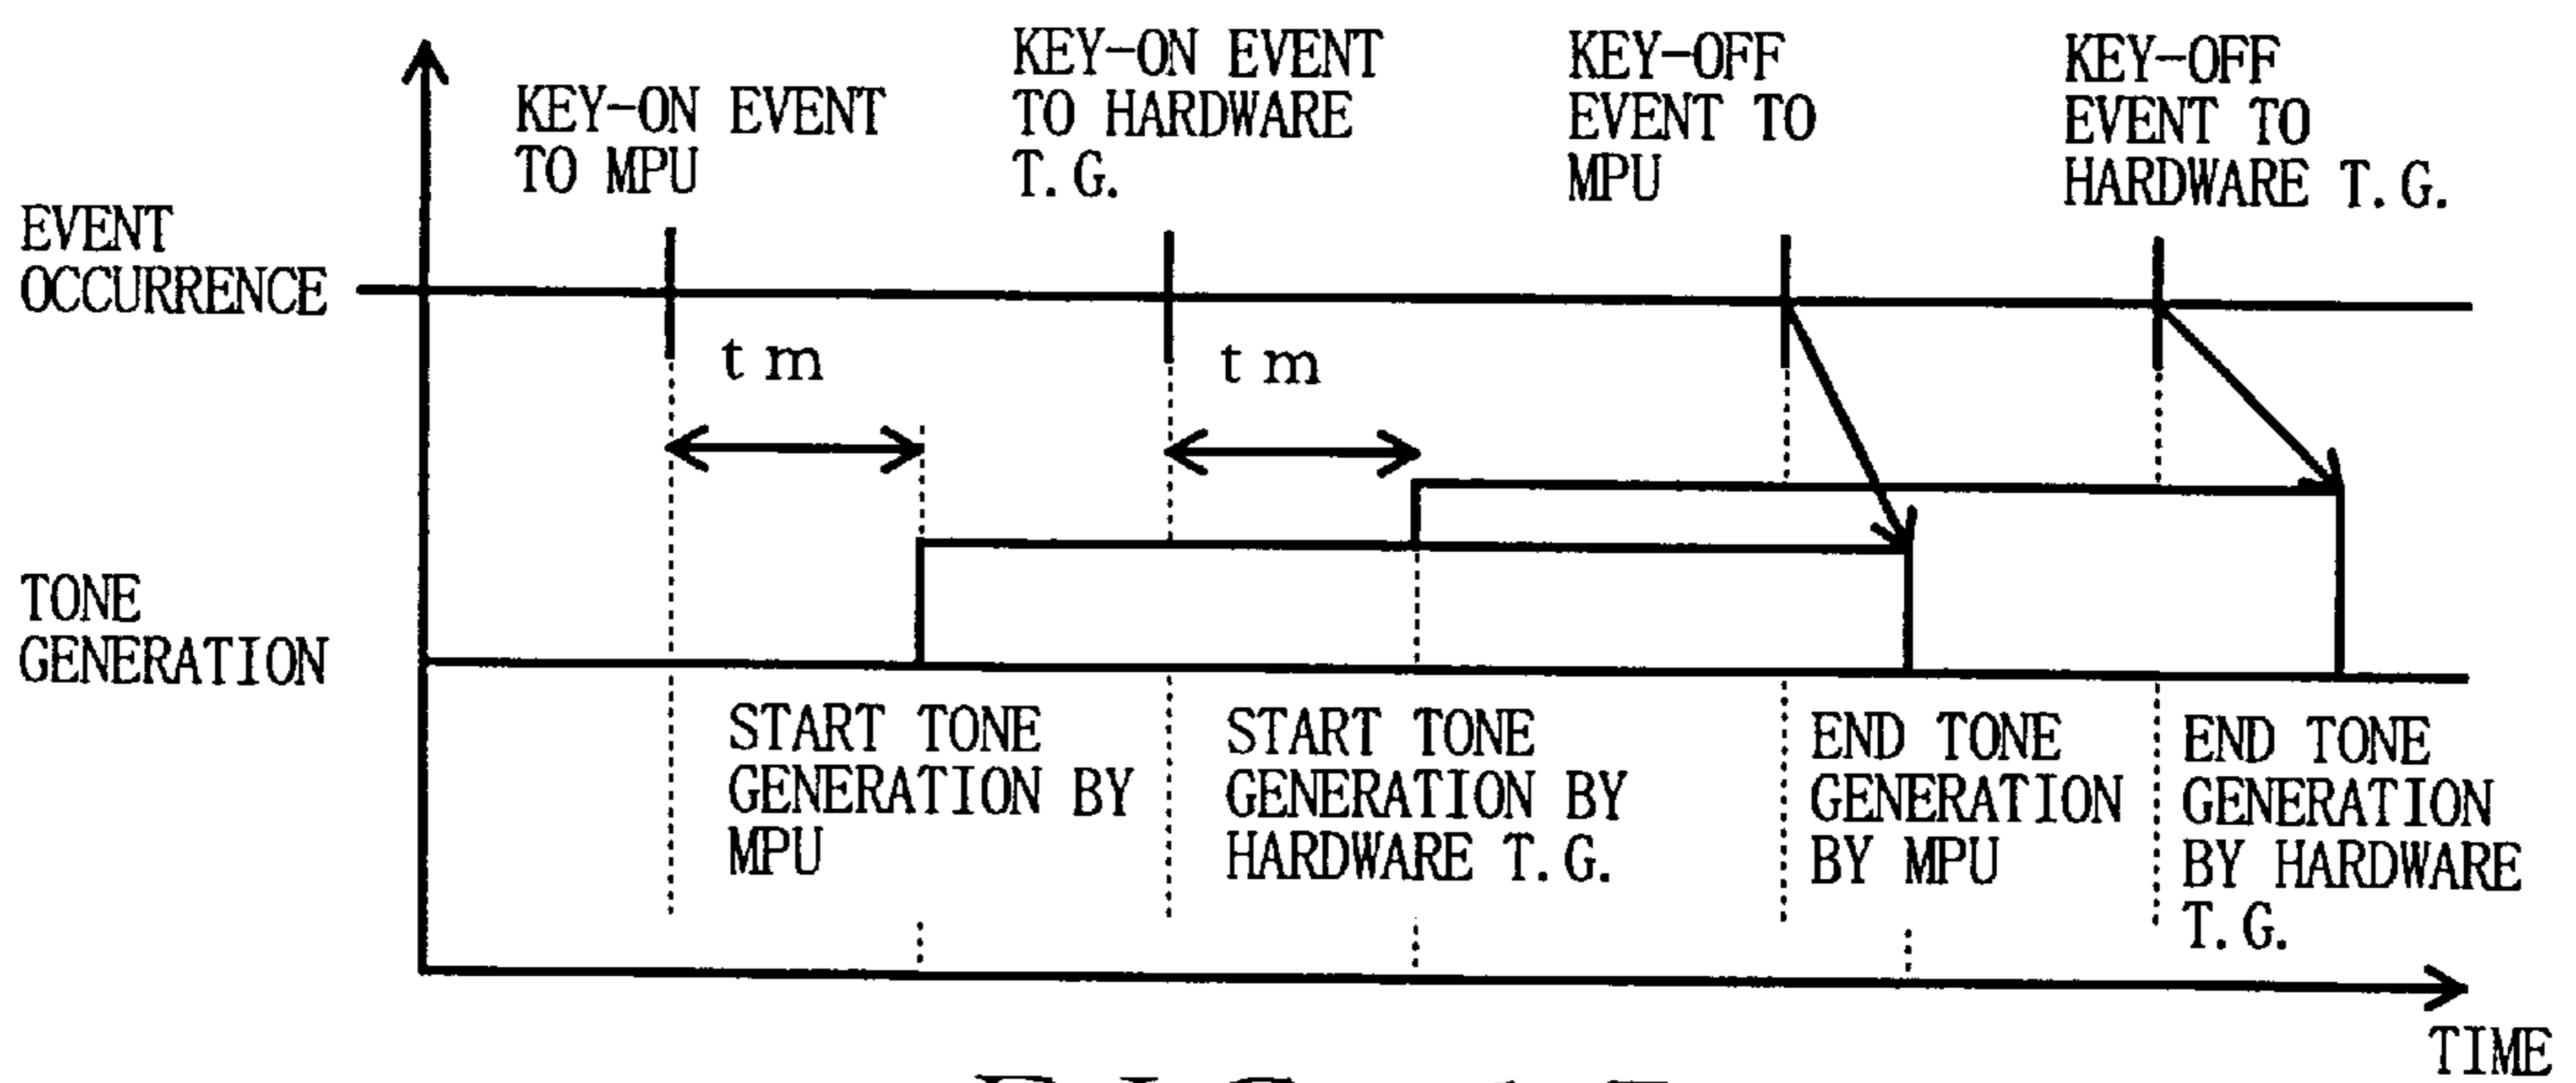 KEY-ON EVENT
TO MPU
KEY-ON EVENT
TO HARDWARE
T.G.
KEY-OFF
EVENT TO
MPU
KEY-OFF
EVENT TO
HARDWARE T.G.
EVENT
OCCURRENCE
tm
tm
TONE
GENERATION
START TONE
GENERATION BY
MPU
START TONE
GENERATION BY
HARDWARE T.G.
END TONE
GENERATION
BY MPU
END TONE
GENERATION
BY HARDWARE
T.G.
TIME